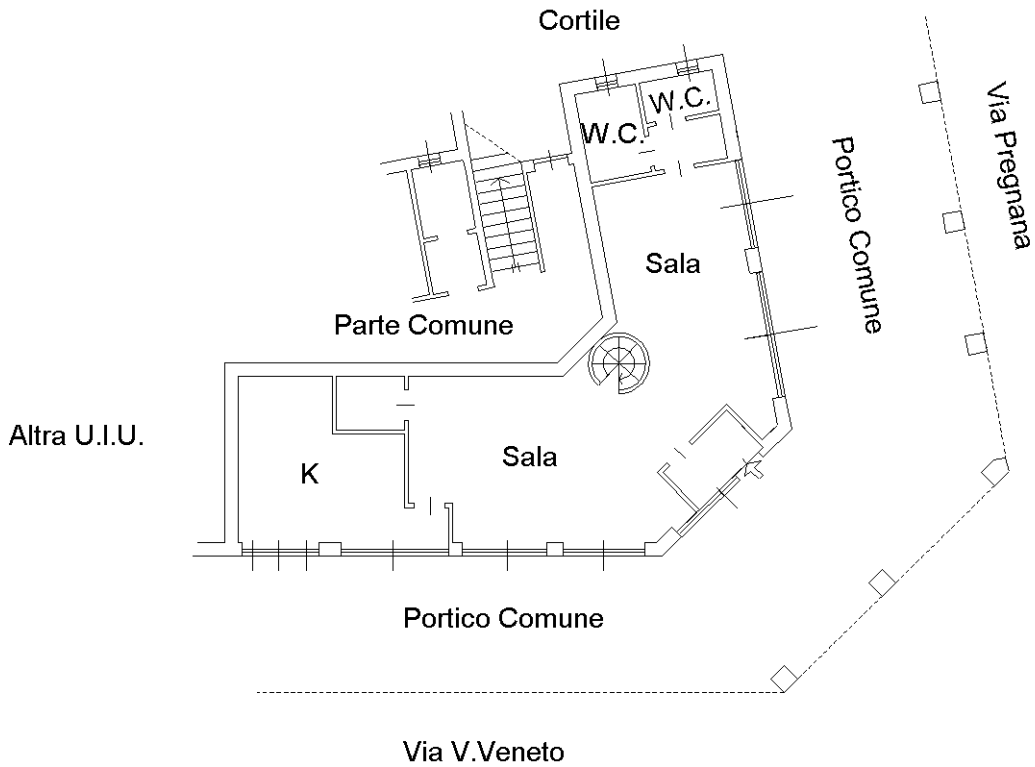 Cortile
W.C.
W.C.
Via Pregnana
Portico Comune
Sala
Parte Comune
Altra U.I.U.
Sala
K
Portico Comune
Via V.Veneto